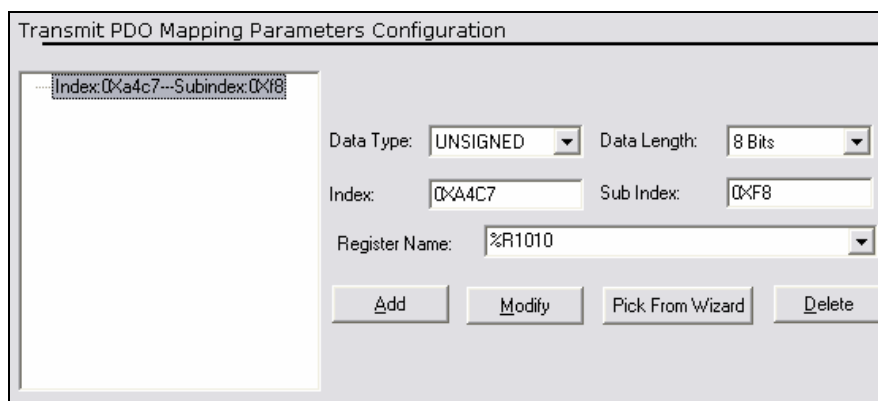 Transmit PDO Mapping Parameters Configuration
Index:0Xa4c7---Subindex:0Xf8
Data Type: UNSIGNED Data Length: 8 Bits
Index: 0XA4C7 Sub Index: 0XF8
Register Name: %R1010
Add Modify Pick From Wizard Delete